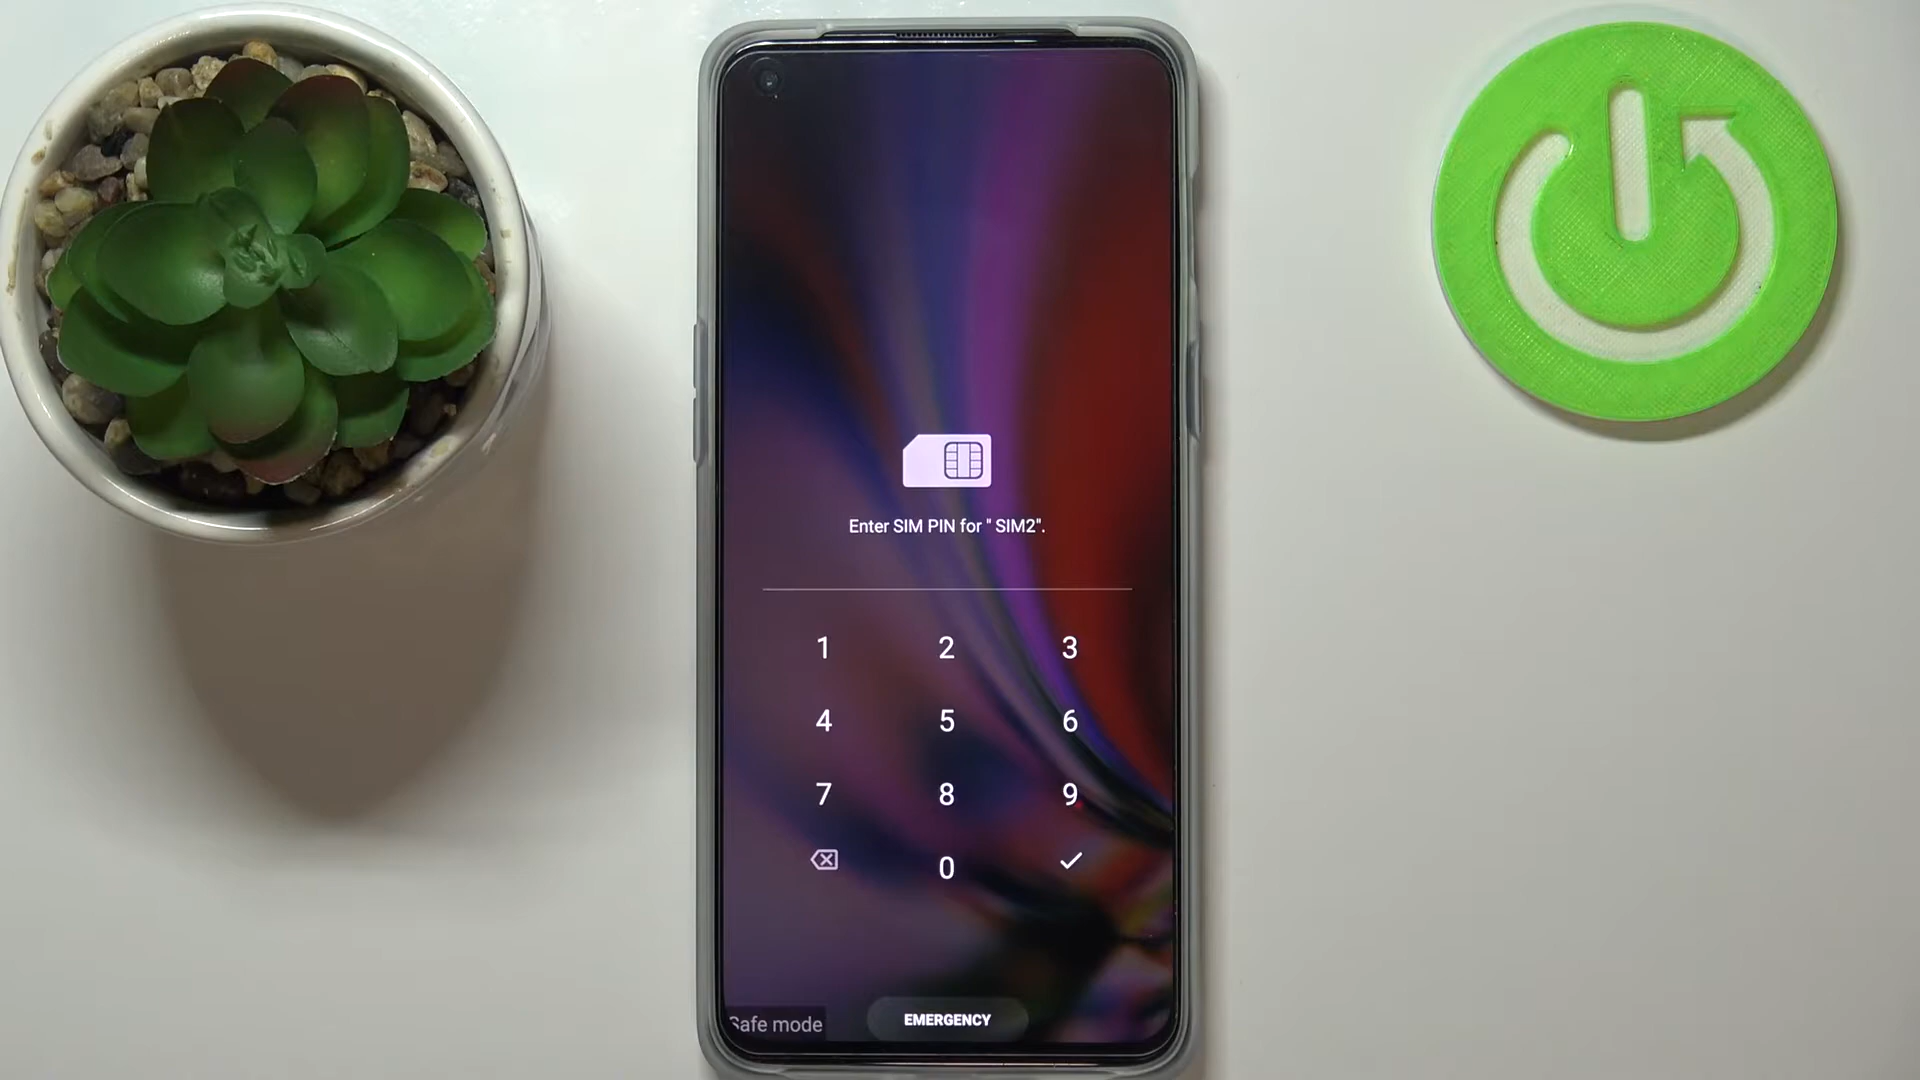 Enter SIM PIN for " SIM2".
1 2 3
4 5 6
7 8 9
0
Safe mode
EMERGENCY